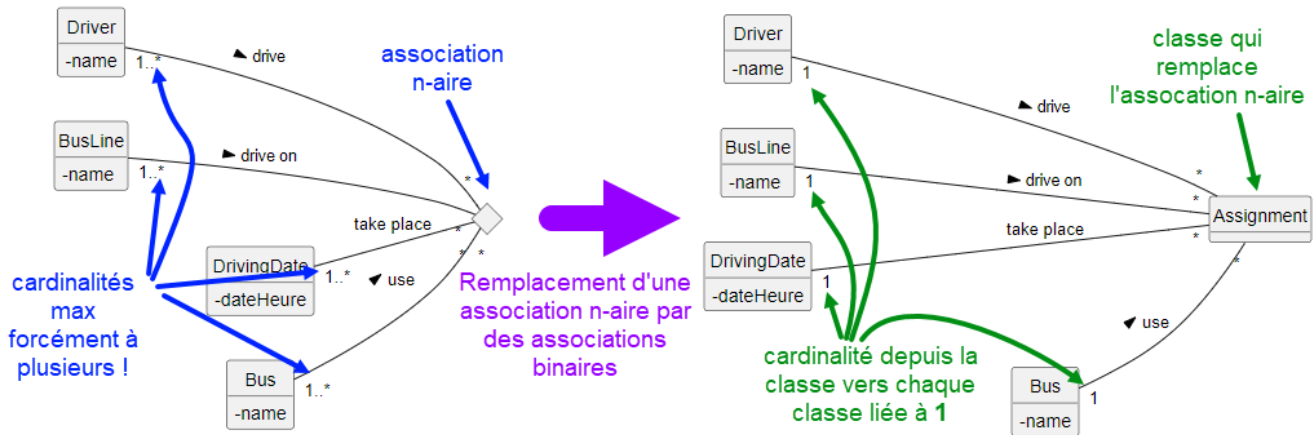 Driver
-name
1..*
► drive
association
n-aire
BusLine
-name
1..*
► drive on
*
take place
*
DrivingDate
-dateHeure
1..*
* *
◄ use
cardinalités
max
forcément à
plusieurs !
Bus
-name
1..*
Remplacement d'une
association n-aire par
des associations
binaires
Driver
-name
1
► drive
classe qui
remplace
l'assocation n-aire
BusLine
-name
1
► drive on
*
*
Assignment
take place
*
DrivingDate
-dateHeure
1
*
◄ use
cardinalité depuis la
classe vers chaque
classe liée à 1
Bus
-name
1